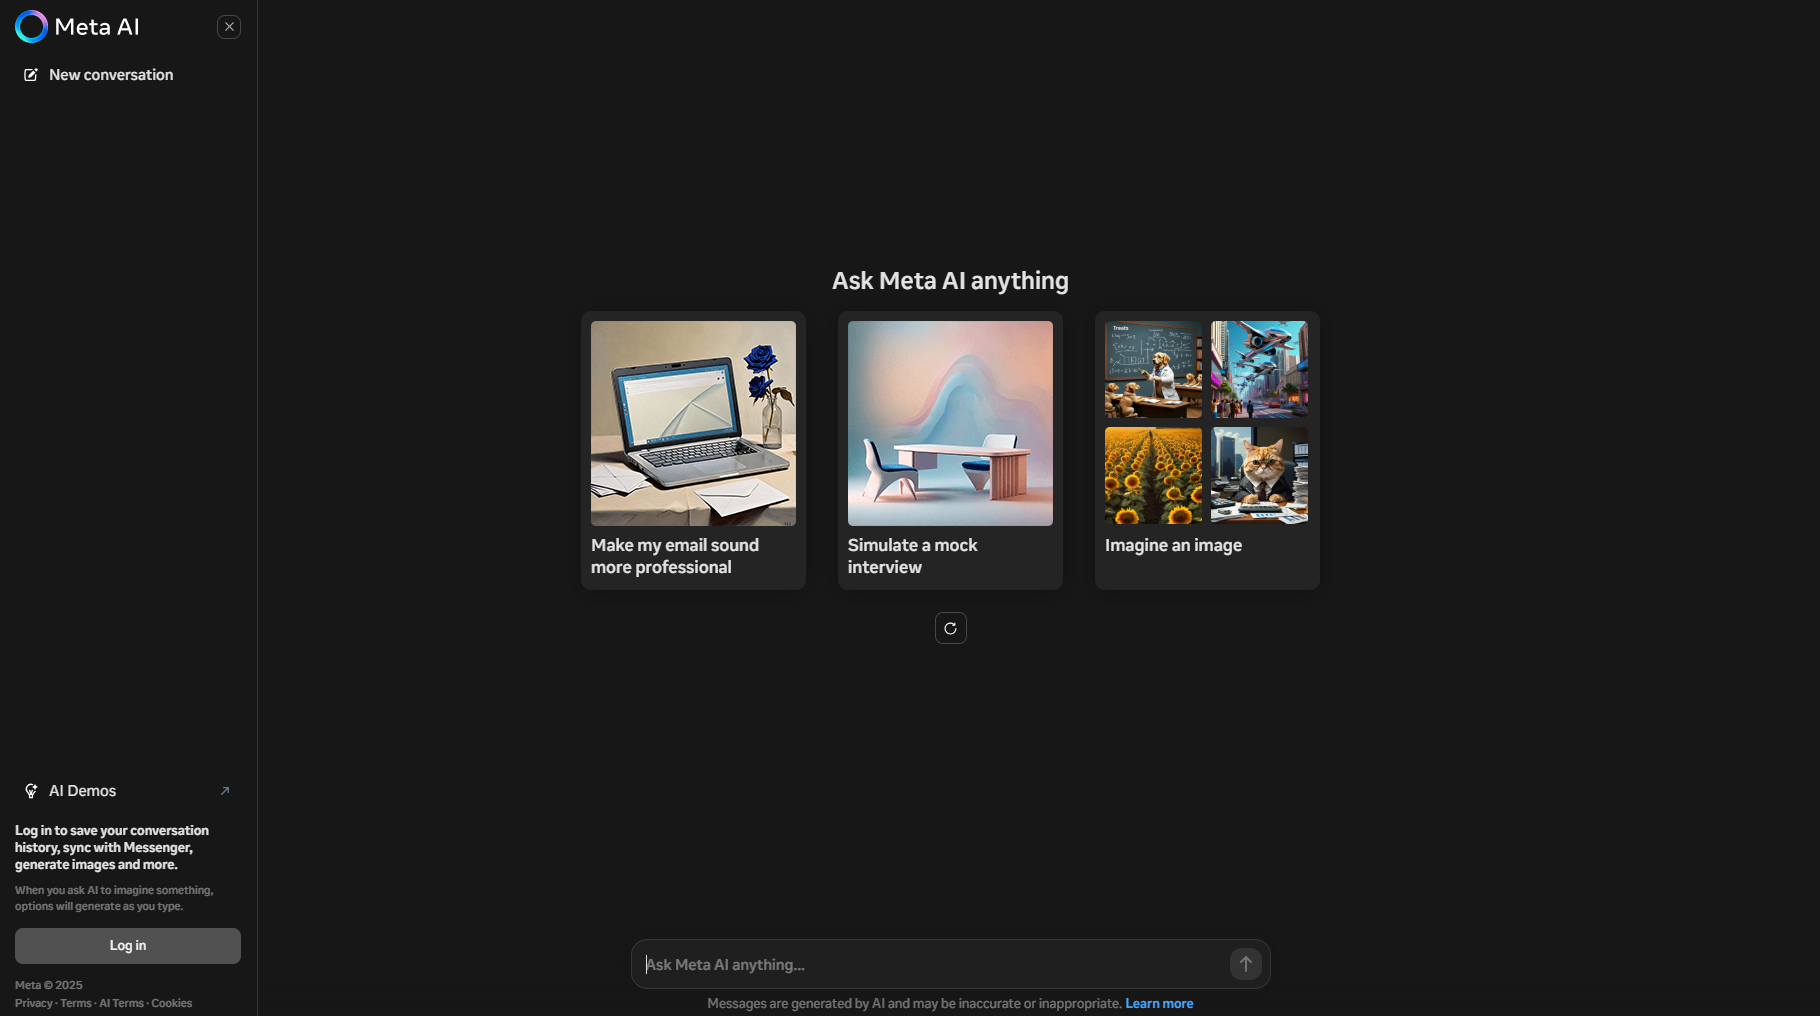 Meta AI
New conversation
Ask Meta AI anything
Treats
Make my email sound
more professional
Simulate a mock
interview
Imagine an image
AI Demos
Log in to save your conversation
history, sync with Messenger,
generate images and more.
When you ask AI to imagine something,
options will generate as you type.
Log in
Meta © 2025
Privacy · Terms · AI Terms · Cookies
Ask Meta AI anything...
Messages are generated by AI and may be inaccurate or inappropriate. Learn more